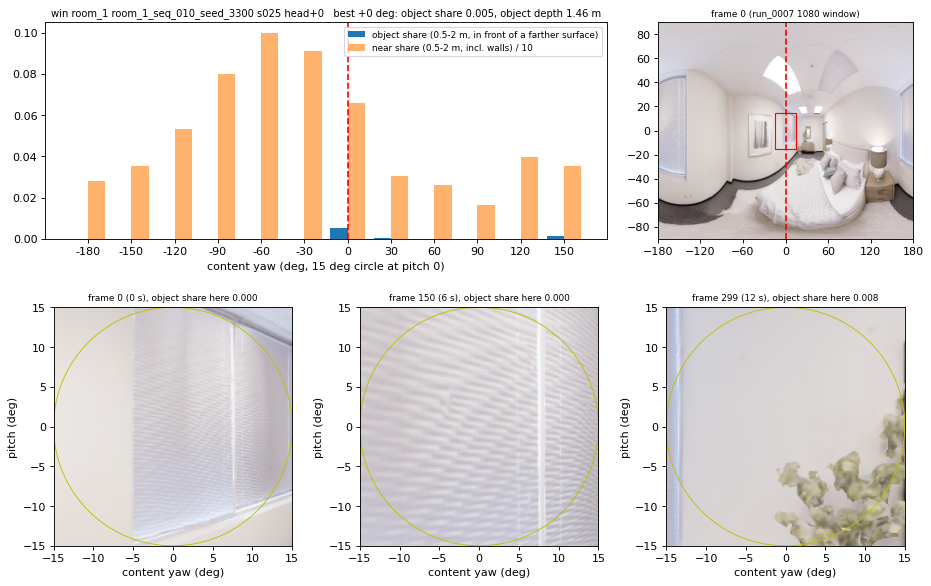 win room_1 room_1_seq_010_seed_3300 s025 head+0   best +0 deg: object share 0.005, object depth 1.46 m
object share (0.5-2 m, in front of a farther surface)
near share (0.5-2 m, incl. walls) / 10
0.10
0.08
0.06
0.04
0.02
0.00
-180 -150 -120 -90 -60 -30 0 30 60 90 120 150
content yaw (deg, 15 deg circle at pitch 0)
frame 0 (run_0007 1080 window)
80
60
40
20
0
−20
−40
−60
−80
−180 −120 −60 0 60 120 180
frame 0 (0 s), object share here 0.000
15
10
5
0
−5
−10
−15
−15 −10 −5 0 5 10 15
pitch (deg)
content yaw (deg)
frame 150 (6 s), object share here 0.000
15
10
5
0
−5
−10
−15
−15 −10 −5 0 5 10 15
pitch (deg)
content yaw (deg)
frame 299 (12 s), object share here 0.008
15
10
5
0
−5
−10
−15
−15 −10 −5 0 5 10 15
pitch (deg)
content yaw (deg)